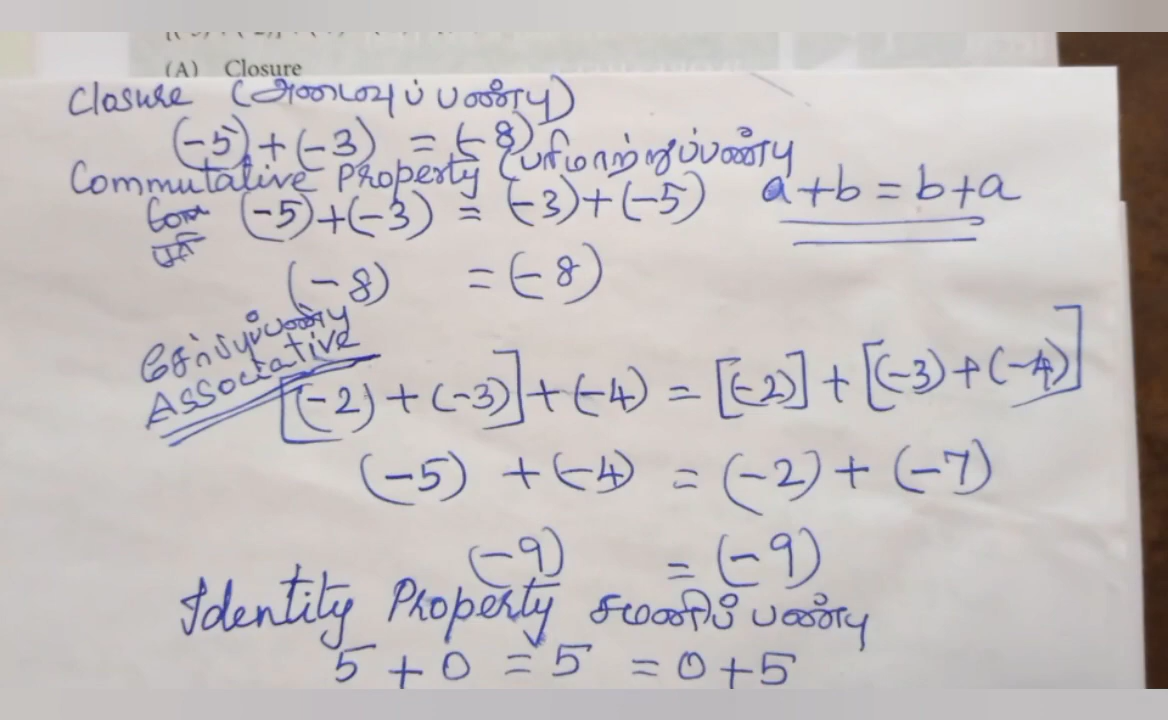 (A) Closure
Closure (அடைவுப் பண்பு)
(-5)+(-3) = (-8)
Commutative Property (பரிமாற்றுப்பண்பு
(-5)+(-3) = (-3)+(-5) a+b = b+a
(-8) = (-8)
சேர்ப்புப்பண்பு
Associative
[(-2)+(-3)]+(-4) = [(-2)] + [(-3)+(-4)]
(-5) +(-4) = (-2)+(-7)
(-9) = (-9)
Identity Property சமனிப் பண்பு
5 + 0 = 5 = 0+5